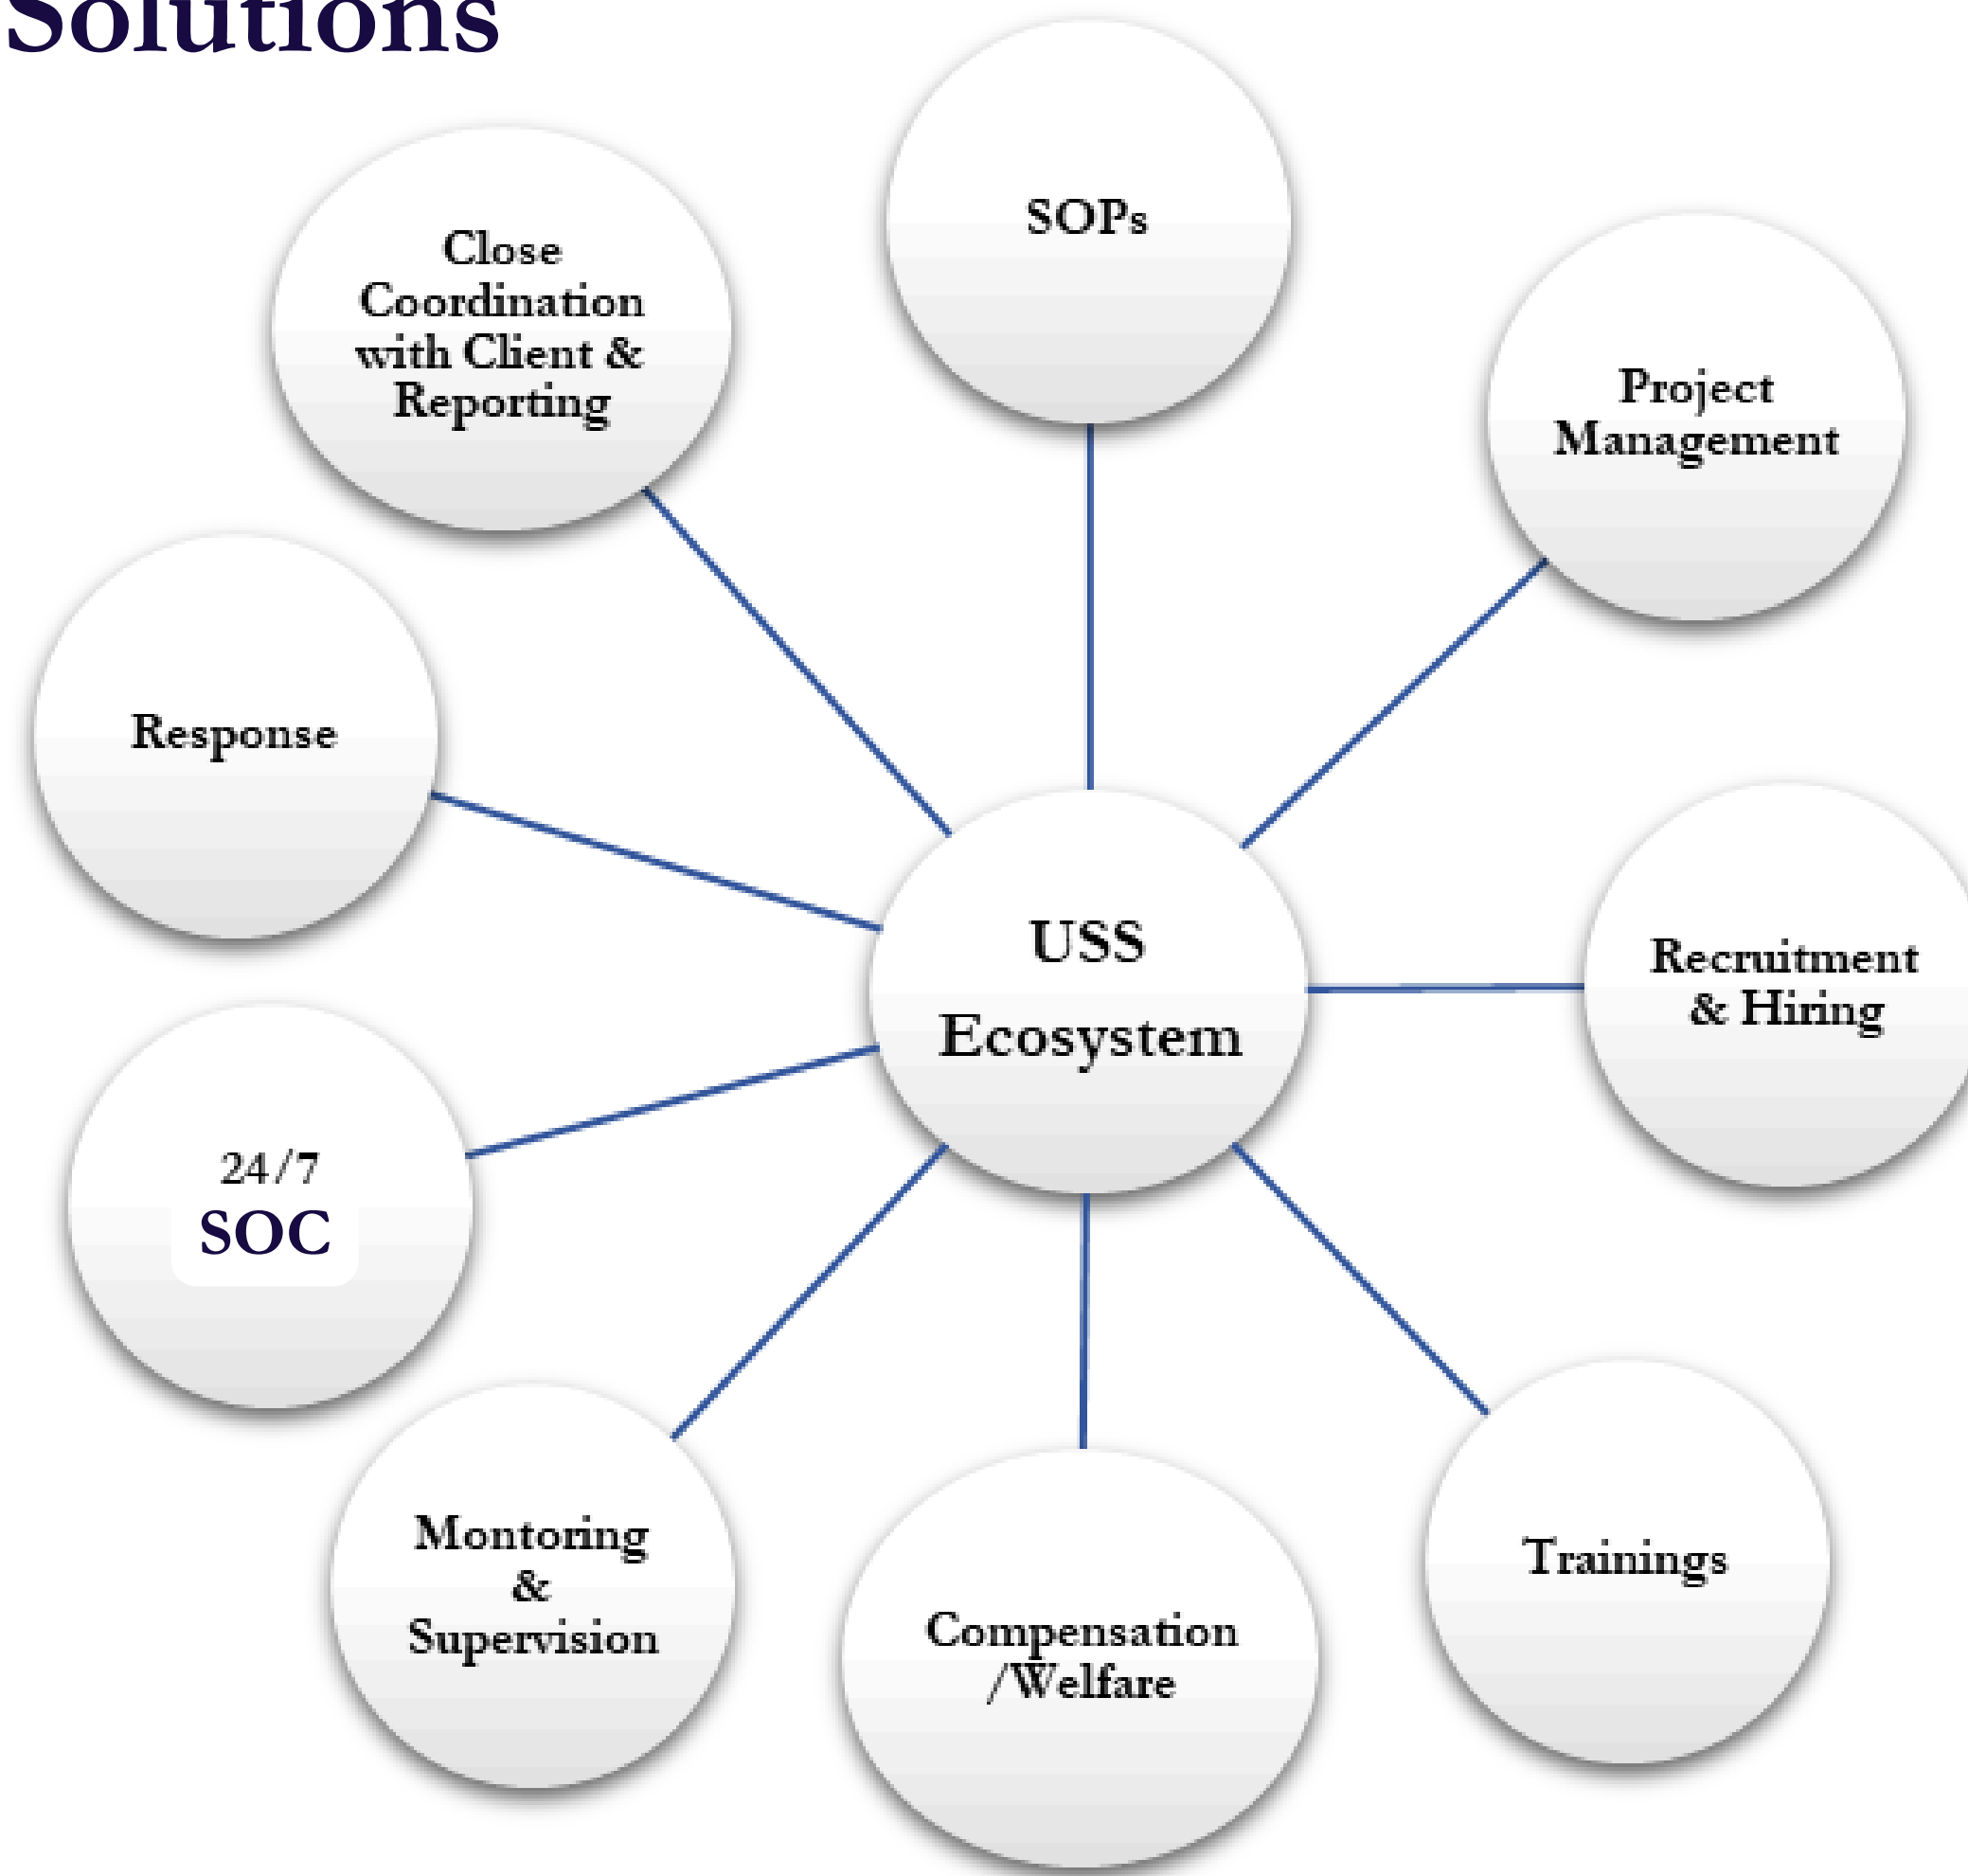 Solutions
SOPs
Close
Coordination
with Client &
Reporting
Project
Management
Response
USS
Ecosystem
Recruitment
& Hiring
24/7
SOC
Montoring
&
Supervision
Compensation
/Welfare
Trainings